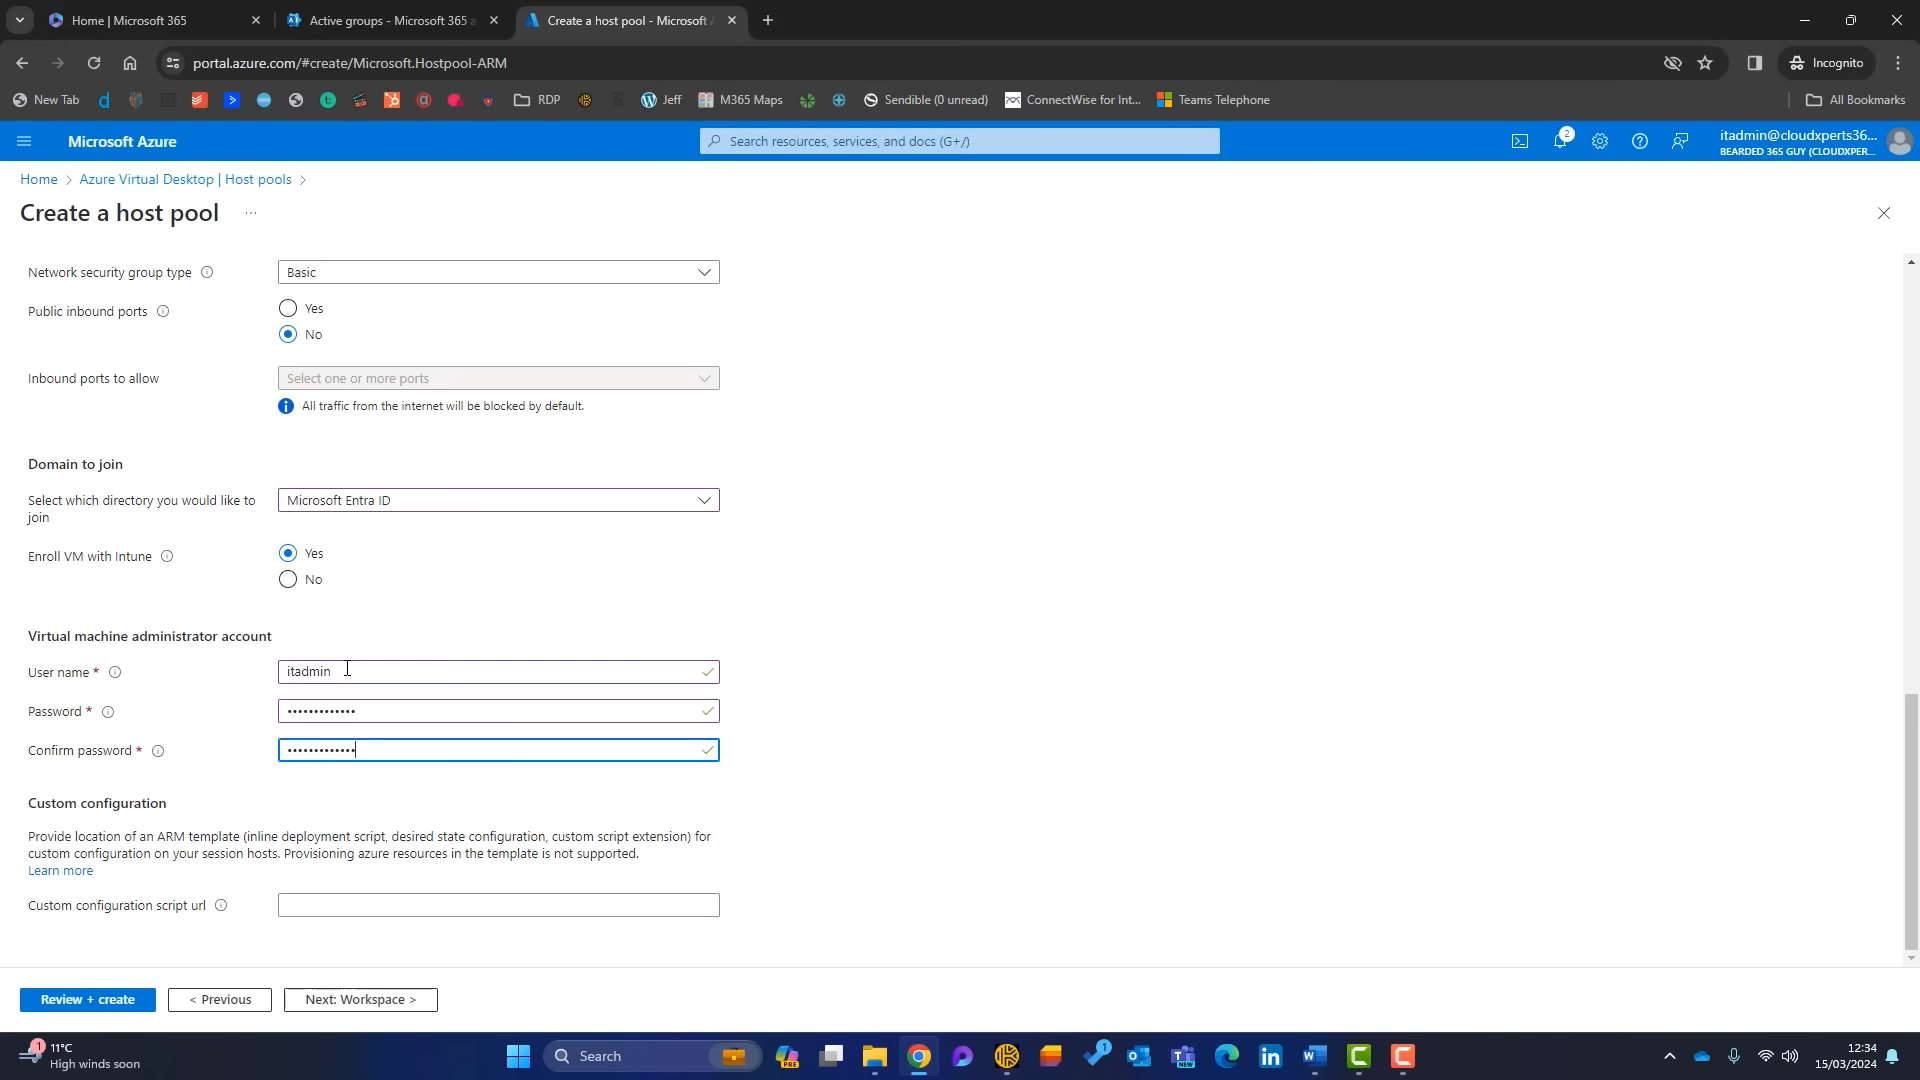 Home | Microsoft 365
Active groups - Microsoft 365 a
Create a host pool - Microsoft A
portal.azure.com/#create/Microsoft.Hostpool-ARM
Incognito
New Tab
RDP
Jeff
M365 Maps
Sendible (0 unread)
ConnectWise for Int...
Teams Telephone
All Bookmarks
Microsoft Azure
Search resources, services, and docs (G+/)
2
itadmin@cloudxperts36...
BEARDED 365 GUY (CLOUDXPER...
Home > Azure Virtual Desktop | Host pools >
Create a host pool ...
Network security group type
Basic
Public inbound ports
Yes
No
Inbound ports to allow
Select one or more ports
All traffic from the internet will be blocked by default.
Domain to join
Select which directory you would like to
join
Microsoft Entra ID
Enroll VM with Intune
Yes
No
Virtual machine administrator account
User name *
itadmin
Password *
•••••••••••••
Confirm password *
•••••••••••••
Custom configuration
Provide location of an ARM template (inline deployment script, desired state configuration, custom script extension) for
custom configuration on your session hosts. Provisioning azure resources in the template is not supported.
Learn more
Custom configuration script url
Review + create
< Previous
Next: Workspace >
1
11°C
High winds soon
Search
PRE
1
NEW
12:34
15/03/2024